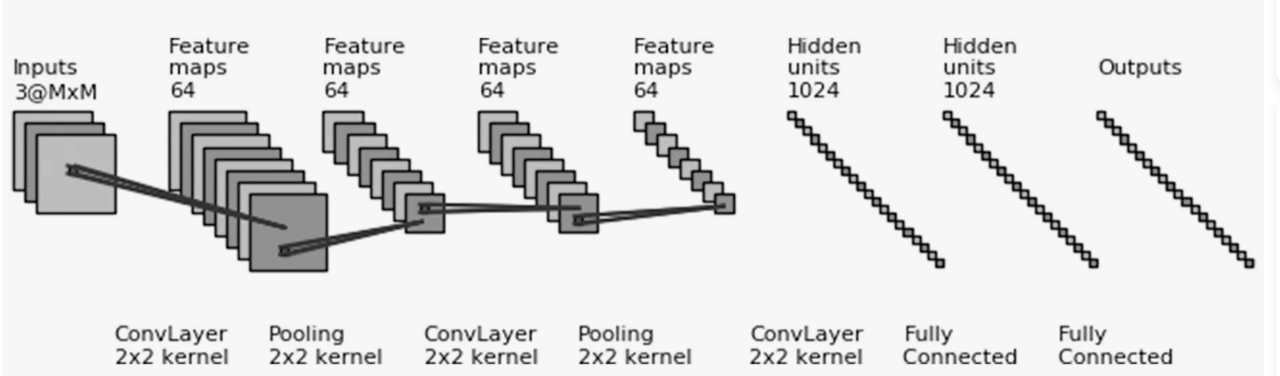 Inputs
3@MxM
Feature
maps
64
Feature
maps
64
Feature
maps
64
Feature
maps
64
Hidden
units
1024
Hidden
units
1024
Outputs
ConvLayer
2x2 kernel
Pooling
2x2 kernel
ConvLayer
2x2 kernel
Pooling
2x2 kernel
ConvLayer
2x2 kernel
Fully
Connected
Fully
Connected